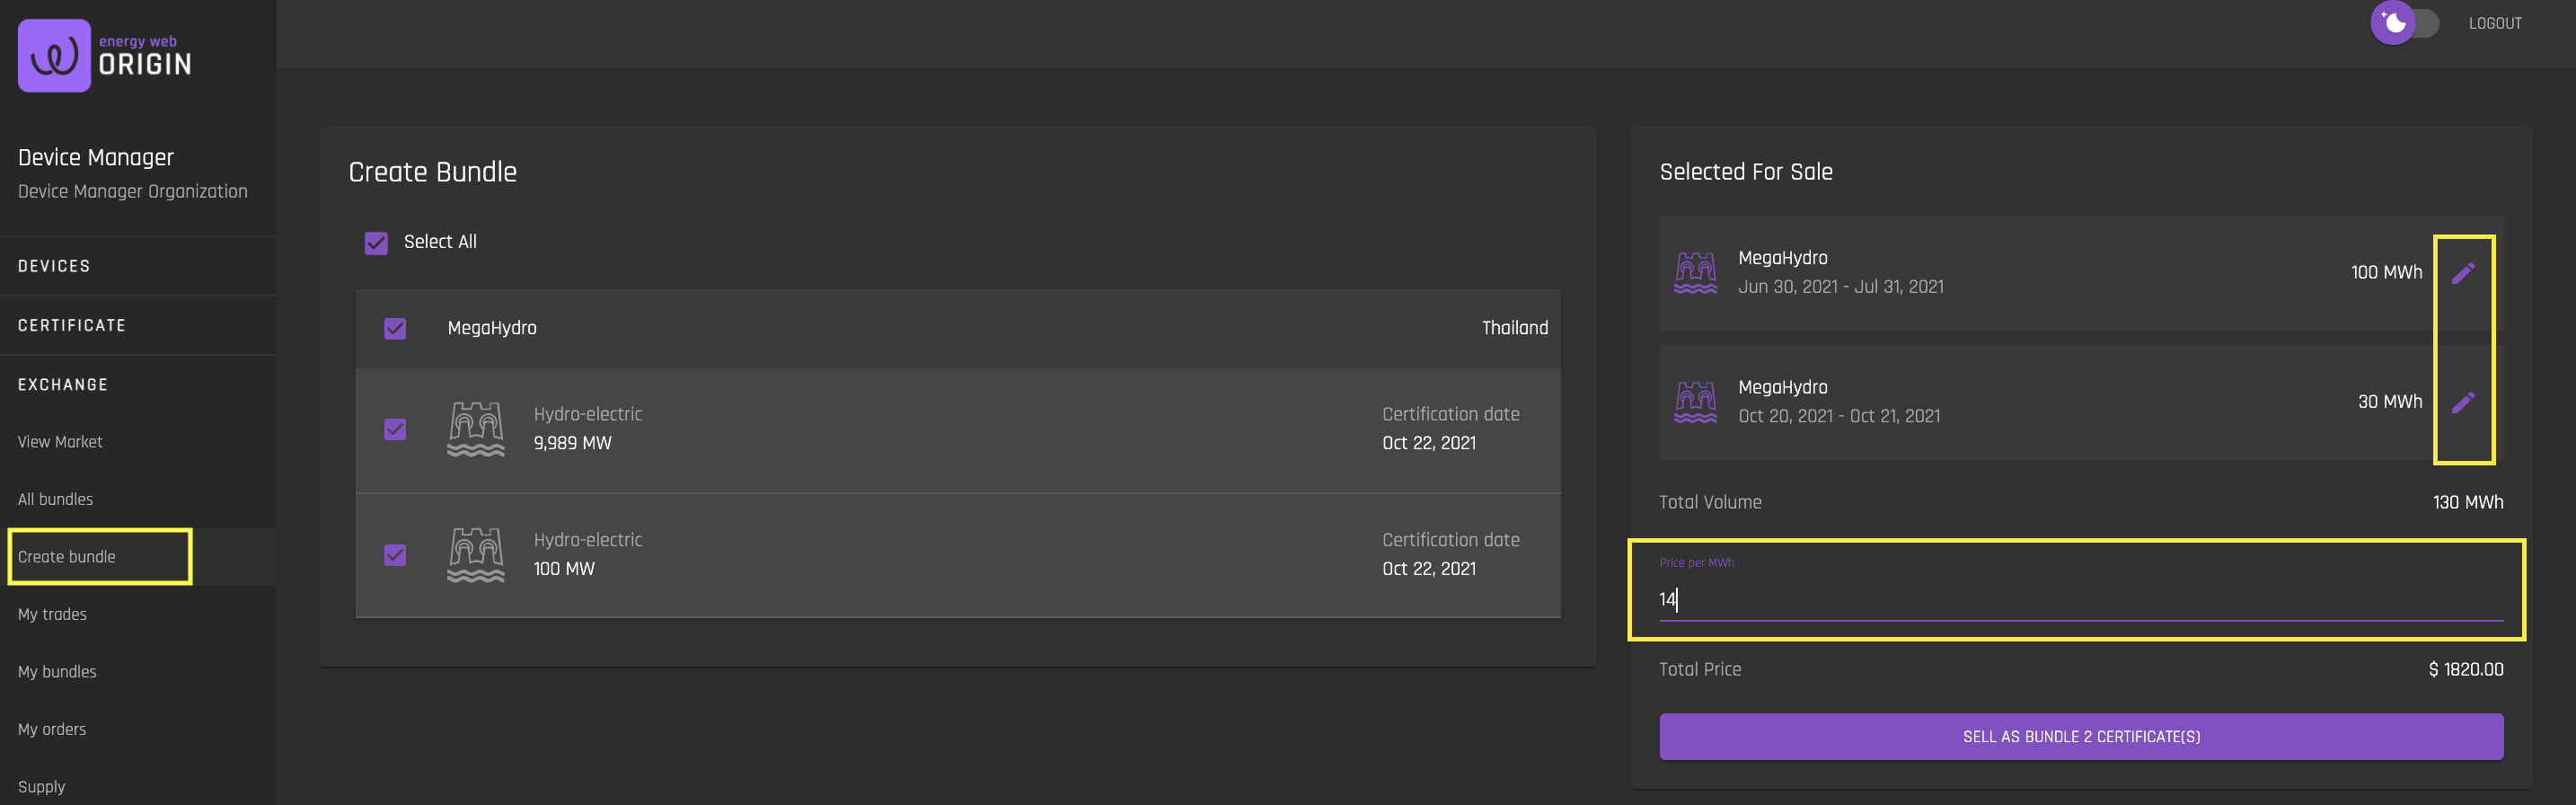 energy web
ORIGIN
LOGOUT
Device Manager
Device Manager Organization
DEVICES
CERTIFICATE
EXCHANGE
View Market
All bundles
Create bundle
My trades
My bundles
My orders
Supply
Create Bundle
Select All
MegaHydro Thailand
Hydro-electric Certification date
9,989 MW Oct 22, 2021
Hydro-electric Certification date
100 MW Oct 22, 2021
Selected For Sale
MegaHydro
Jun 30, 2021 - Jul 31, 2021
100 MWh
MegaHydro
Oct 20, 2021 - Oct 21, 2021
30 MWh
Total Volume 130 MWh
Price per MWh
14
Total Price $ 1820.00
SELL AS BUNDLE 2 CERTIFICATE(S)